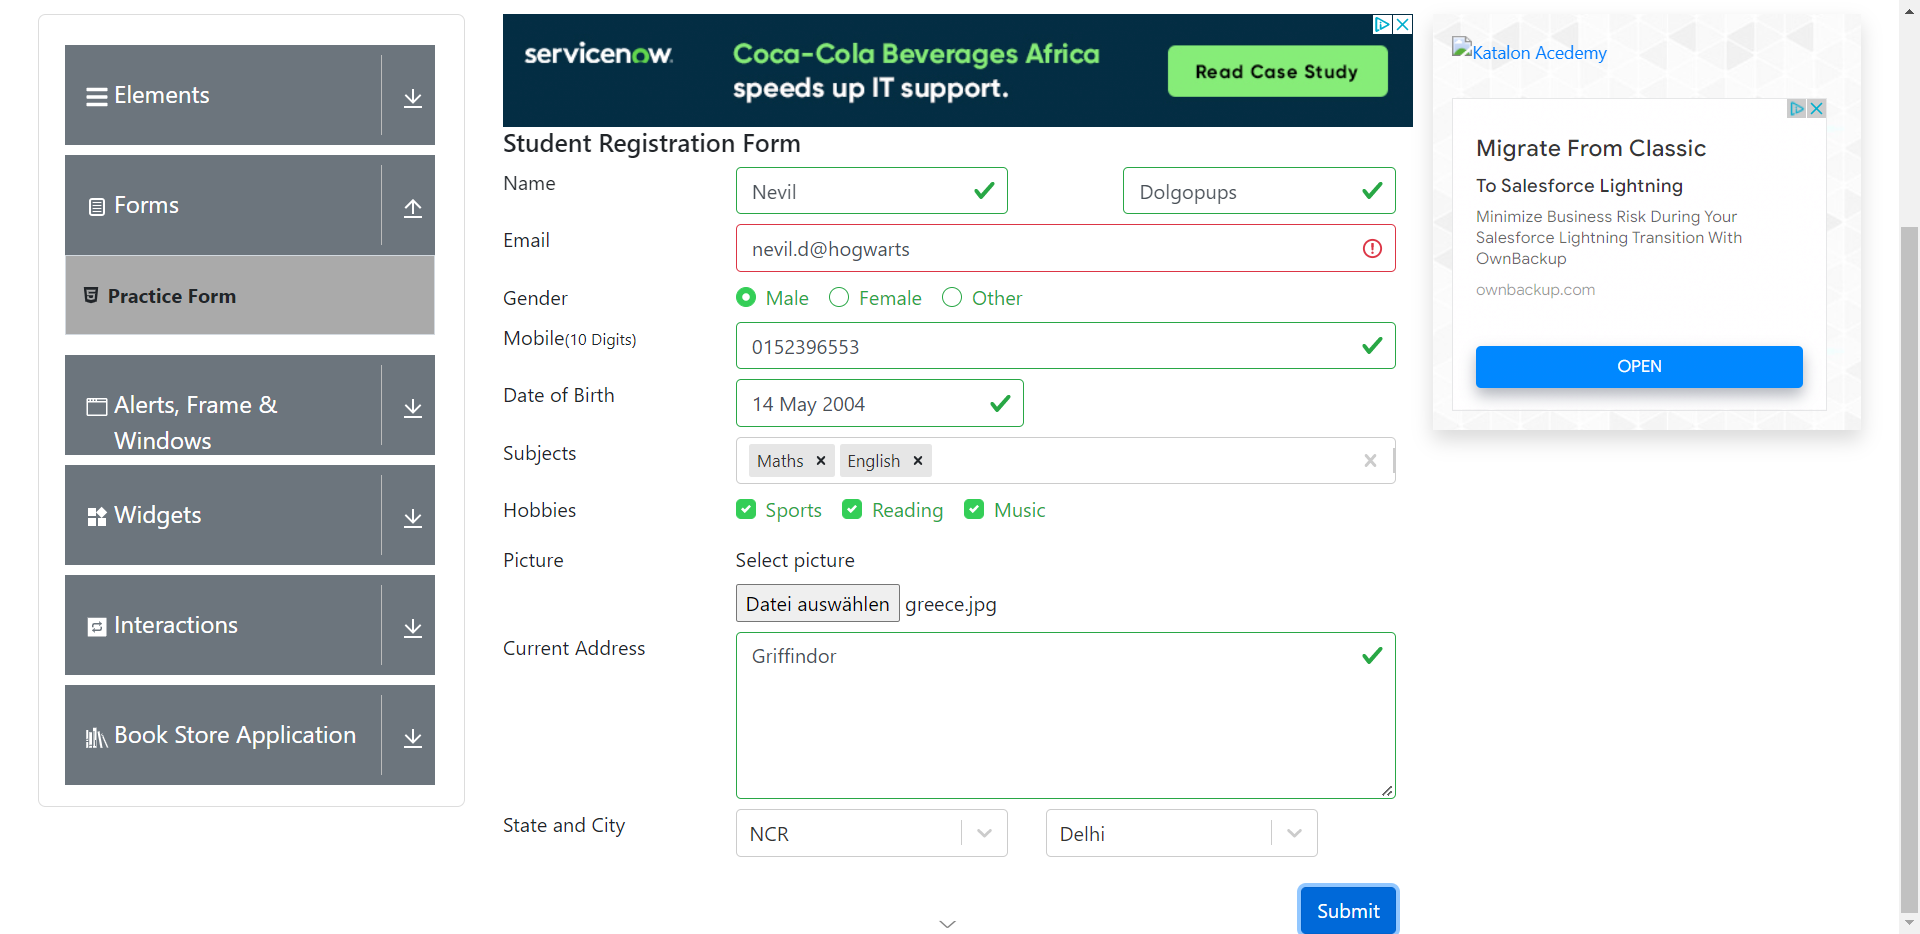 Elements
Forms
Practice Form
Alerts, Frame &
Windows
Widgets
Interactions
Book Store Application
servicenow.
Coca-Cola Beverages Africa
speeds up IT support.
Read Case Study
Student Registration Form
Name
Nevil
Dolgopups
Email
nevil.d@hogwarts
Gender
Male
Female
Other
Mobile(10 Digits)
0152396553
Date of Birth
14 May 2004
Subjects
Maths
English
Hobbies
Sports
Reading
Music
Picture
Select picture
Datei auswählen
greece.jpg
Current Address
Griffindor
State and City
NCR
Delhi
Submit
Katalon Acedemy
Migrate From Classic
To Salesforce Lightning
Minimize Business Risk During Your
Salesforce Lightning Transition With
OwnBackup
ownbackup.com
OPEN